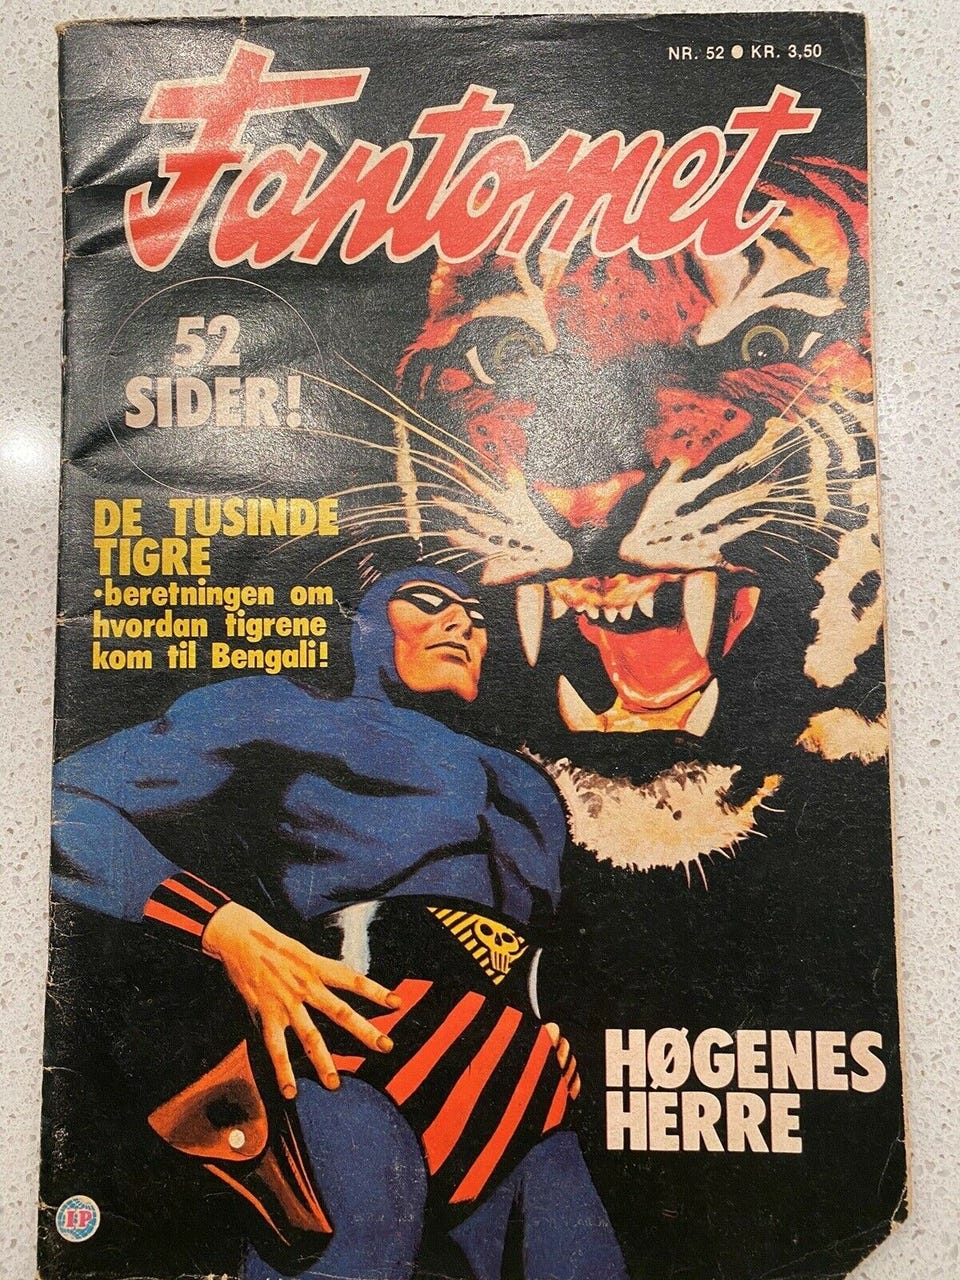 NR. 52 ● KR. 3,50
Fantomet
52
SIDER!
DE TUSINDE
TIGRE
·beretningen om
hvordan tigrene
kom til Bengali!
HØGENES
HERRE
I·P